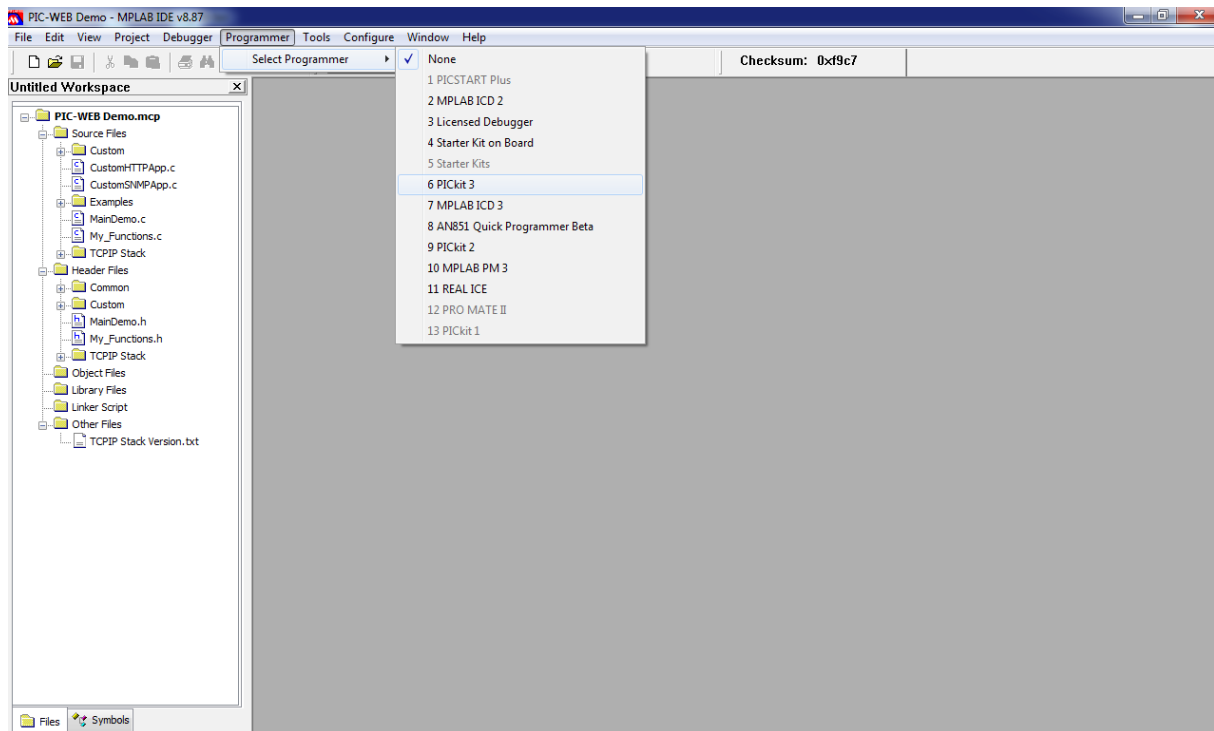 PIC-WEB Demo - MPLAB IDE v8.87
File Edit View Project Debugger Programmer Tools Configure Window Help
Checksum: 0xf9c7
Select Programmer
None
1 PICSTART Plus
2 MPLAB ICD 2
3 Licensed Debugger
4 Starter Kit on Board
5 Starter Kits
6 PICkit 3
7 MPLAB ICD 3
8 AN851 Quick Programmer Beta
9 PICkit 2
10 MPLAB PM 3
11 REAL ICE
12 PRO MATE II
13 PICkit 1
Untitled Workspace
PIC-WEB Demo.mcp
Source Files
Custom
CustomHTTPApp.c
CustomSNMPApp.c
Examples
MainDemo.c
My_Functions.c
TCPIP Stack
Header Files
Common
Custom
MainDemo.h
My_Functions.h
TCPIP Stack
Object Files
Library Files
Linker Script
Other Files
TCPIP Stack Version.txt
Files Symbols